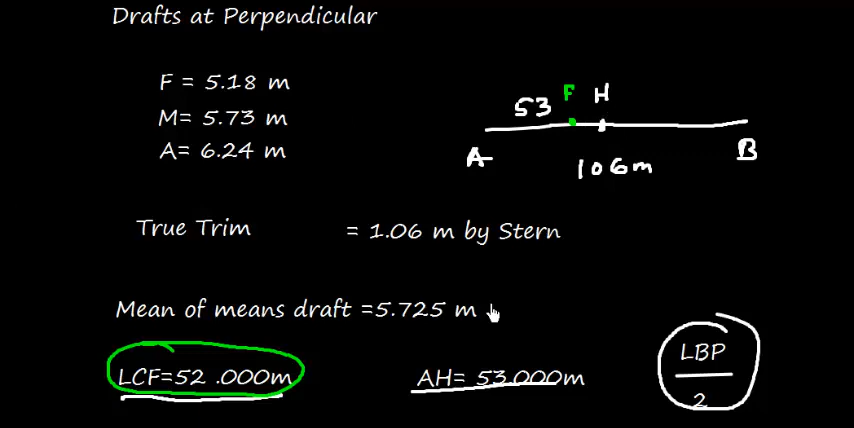 Drafts at Perpendicular
F = 5.18 m
M= 5.73 m
A= 6.24 m
53 F H
A B
106m
True Trim = 1.06 m by Stern
Mean of means draft =5.725 m
LCF=52 .000m AH= 53.000m
LBP
2